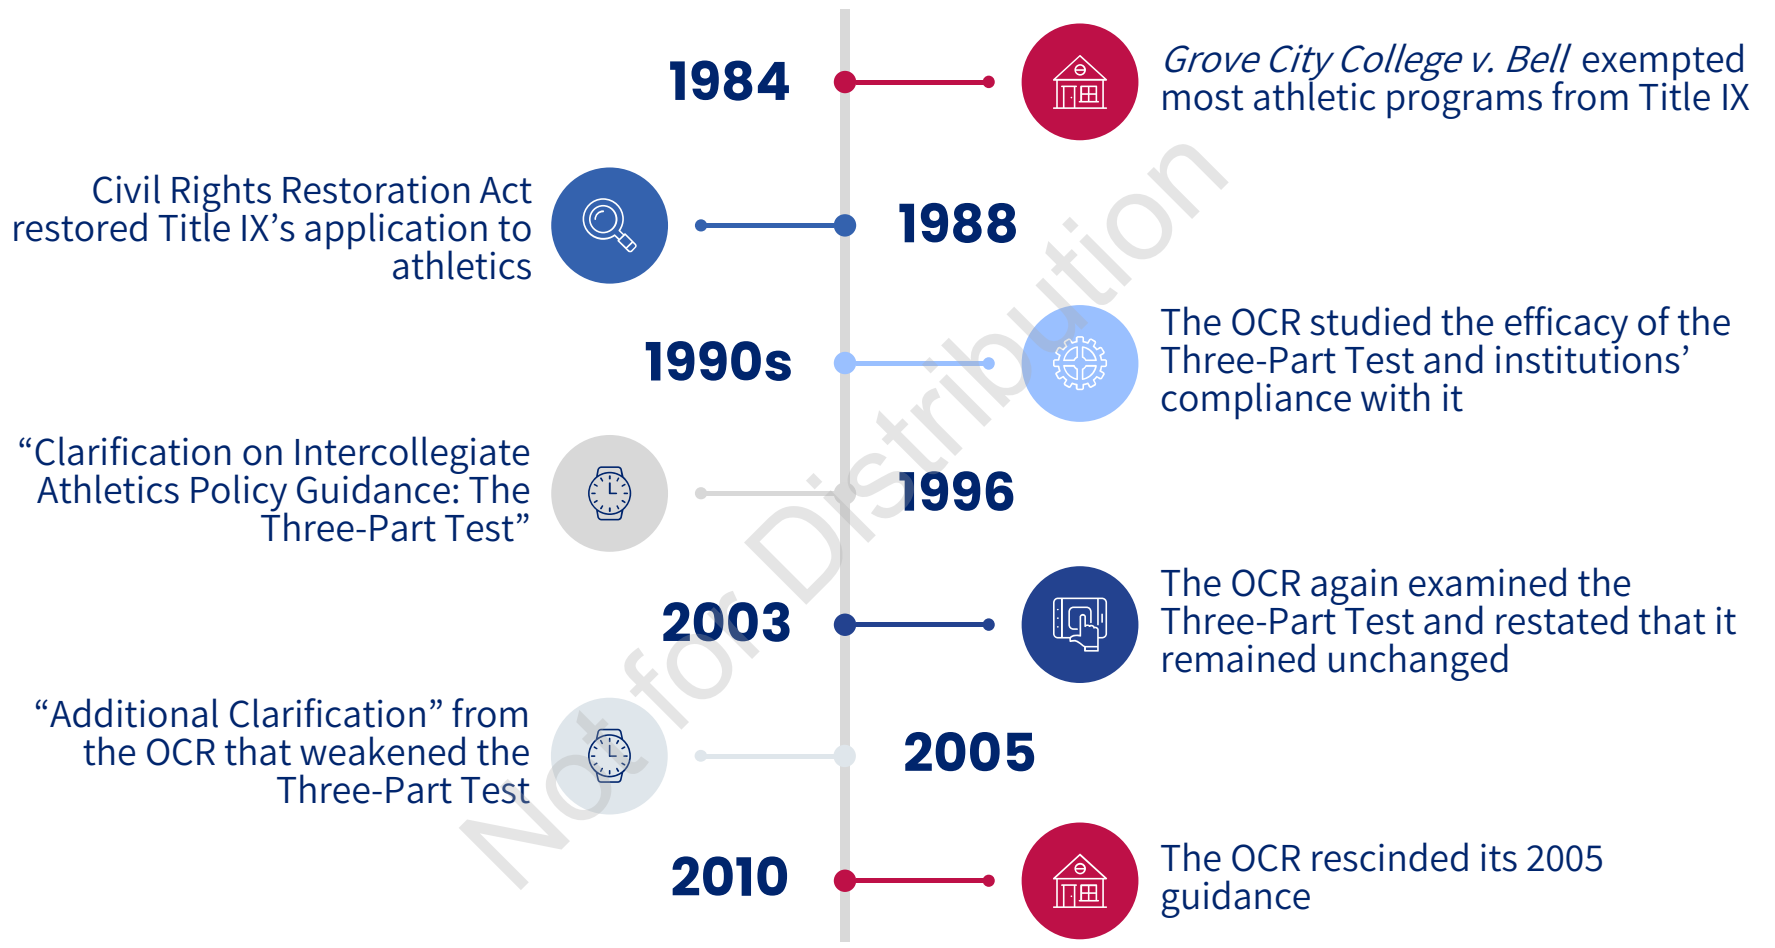 1984
Grove City College v. Bell exempted
most athletic programs from Title IX
Civil Rights Restoration Act
restored Title IX’s application to
athletics
1988
1990s
The OCR studied the efficacy of the
Three-Part Test and institutions’
compliance with it
“Clarification on Intercollegiate
Athletics Policy Guidance: The
Three-Part Test”
1996
2003
The OCR again examined the
Three-Part Test and restated that it
remained unchanged
“Additional Clarification” from
the OCR that weakened the
Three-Part Test
2005
2010
The OCR rescinded its 2005
guidance
Not for Distribution